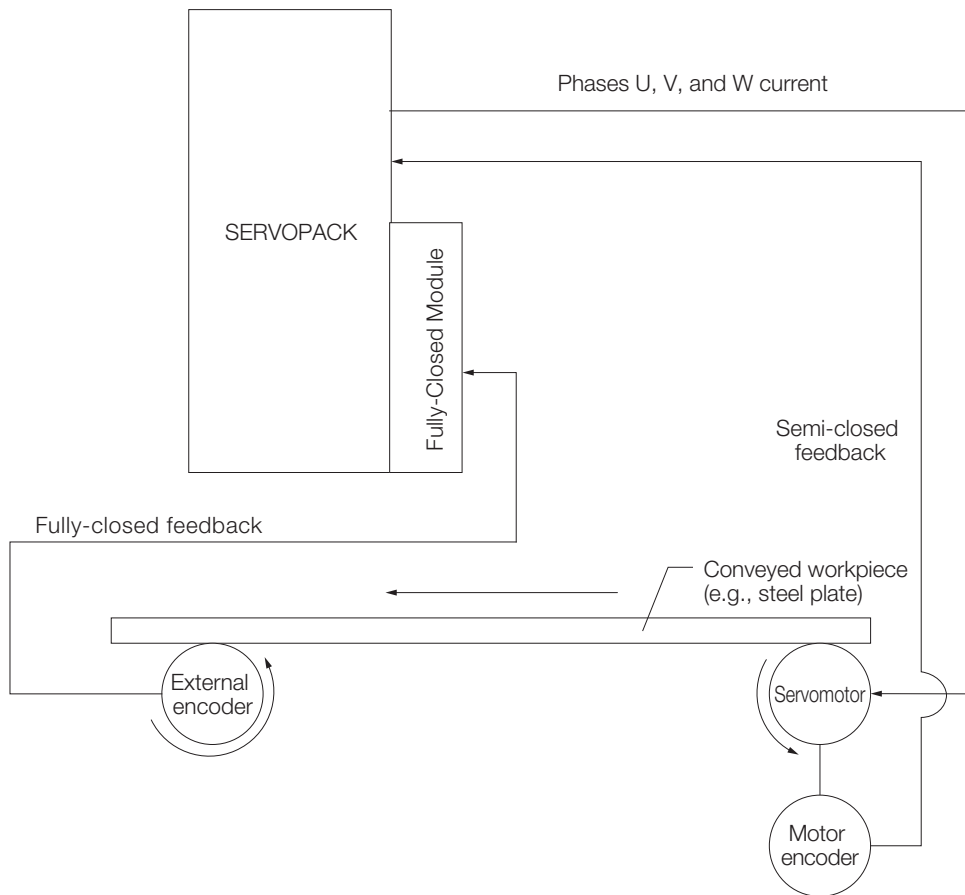 Phases U, V, and W current
SERVOPACK
Fully-Closed Module
Semi-closed
feedback
Fully-closed feedback
Conveyed workpiece
(e.g., steel plate)
External
encoder
Servomotor
Motor
encoder